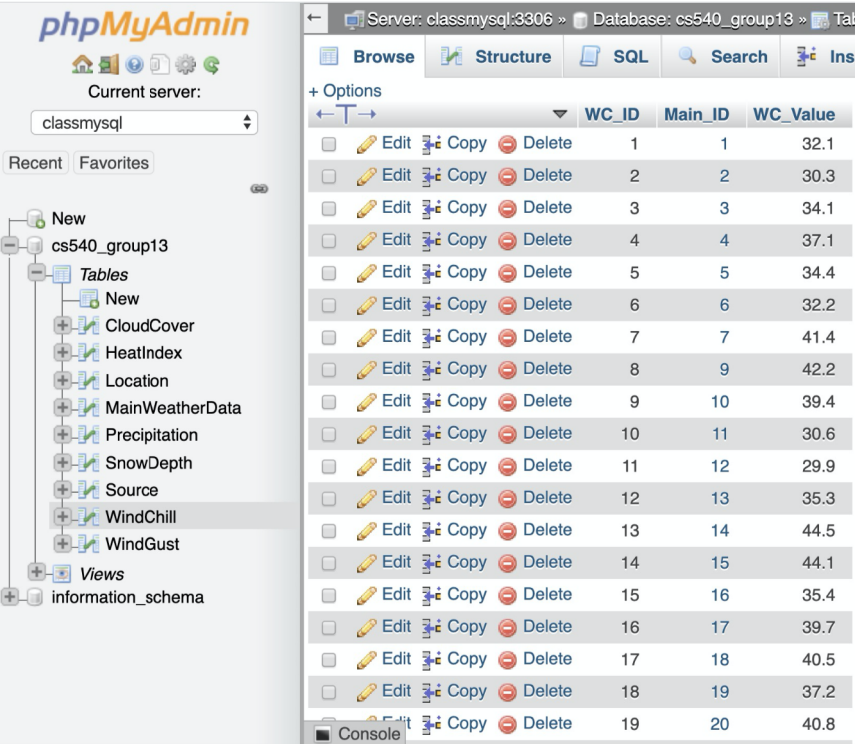 phpMyAdmin
Current server:
classmysql
Recent Favorites
New
cs540_group13
Tables
New
CloudCover
HeatIndex
Location
MainWeatherData
Precipitation
SnowDepth
Source
WindChill
WindGust
Views
information_schema
Server: classmysql:3306 » Database: cs540_group13 » Tab
Browse Structure SQL Search Ins
+ Options
WC_ID Main_ID WC_Value
Edit Copy Delete 1 1 32.1
Edit Copy Delete 2 2 30.3
Edit Copy Delete 3 3 34.1
Edit Copy Delete 4 4 37.1
Edit Copy Delete 5 5 34.4
Edit Copy Delete 6 6 32.2
Edit Copy Delete 7 7 41.4
Edit Copy Delete 8 9 42.2
Edit Copy Delete 9 10 39.4
Edit Copy Delete 10 11 30.6
Edit Copy Delete 11 12 29.9
Edit Copy Delete 12 13 35.3
Edit Copy Delete 13 14 44.5
Edit Copy Delete 14 15 44.1
Edit Copy Delete 15 16 35.4
Edit Copy Delete 16 17 39.7
Edit Copy Delete 17 18 40.5
Edit Copy Delete 18 19 37.2
Edit Copy Delete 19 20 40.8
Console